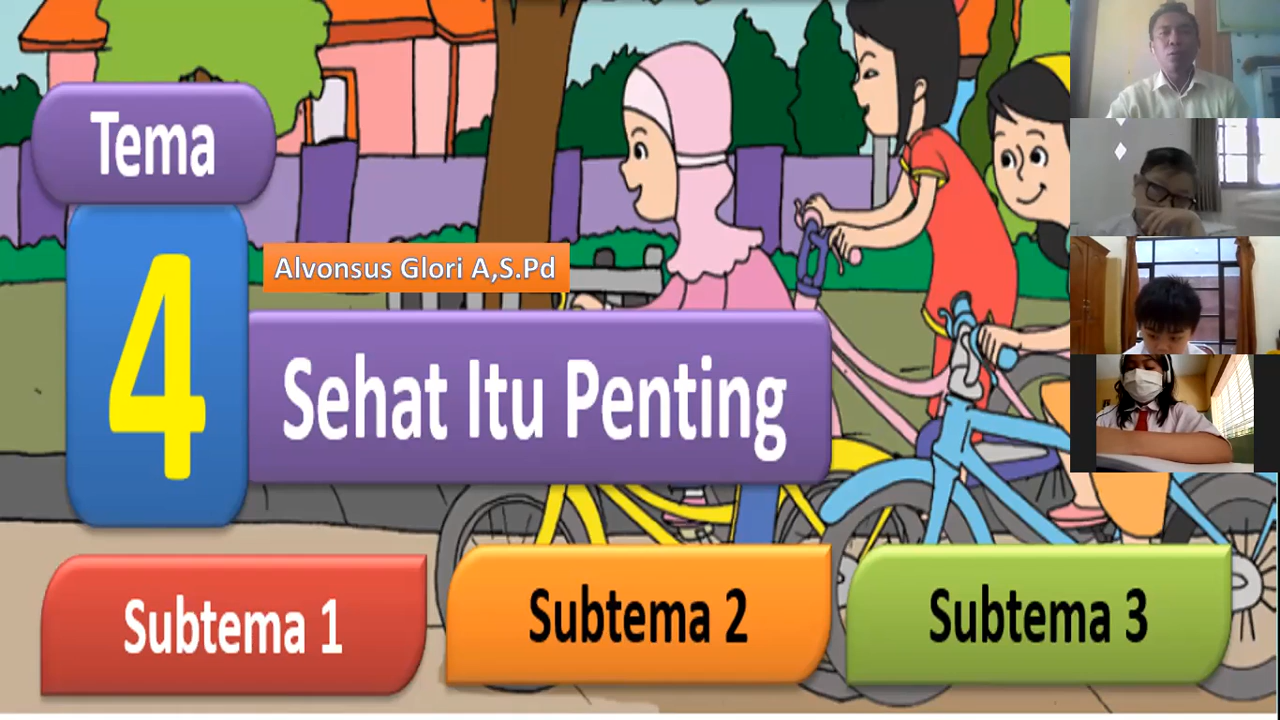 Tema
4
Alvonsus Glori A,S.Pd
Sehat Itu Penting
Subtema 1
Subtema 2
Subtema 3